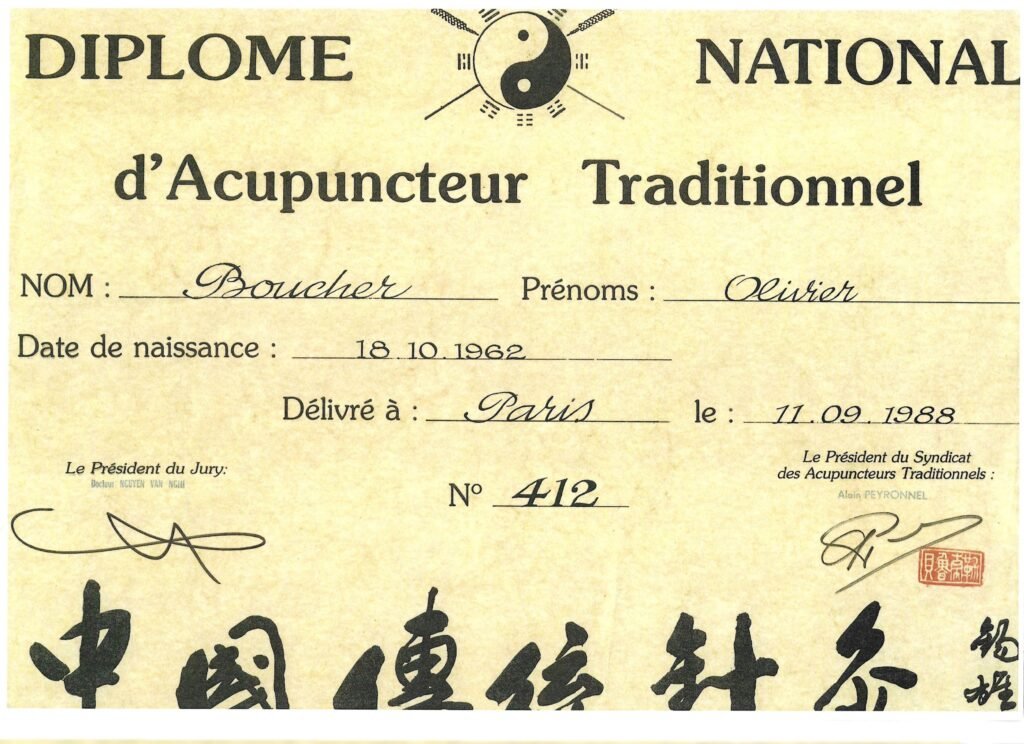 DIPLOME NATIONAL
d'Acupuncteur Traditionnel
NOM : Boucher Prénoms : Olivier
Date de naissance : 18.10.1962
Délivré à : Paris le : 11.09.1988
Le Président du Jury:
Docteur NGUYEN VAN NGHI
Le Président du Syndicat
des Acupuncteurs Traditionnels :
Alain PEYRONNEL
N° 412
中國傳統針灸